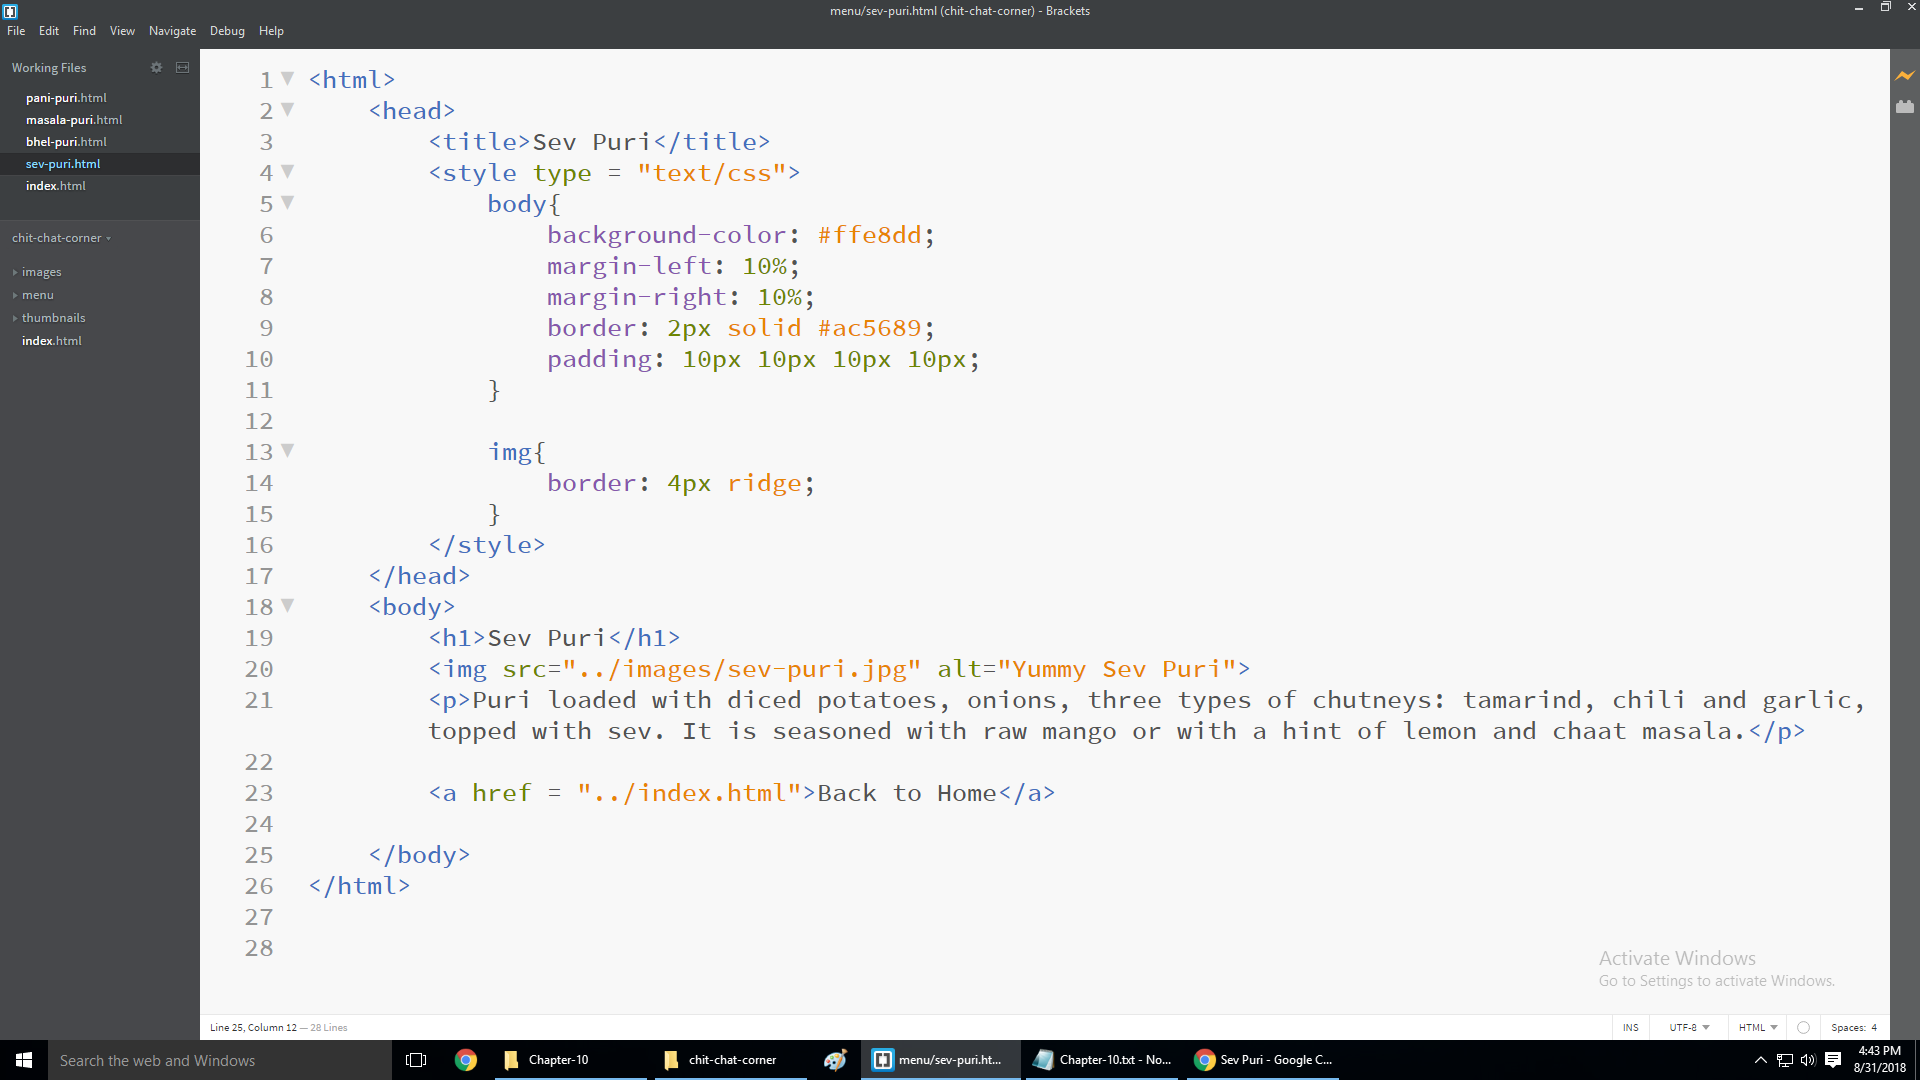 menu/sev-puri.html (chit-chat-corner) - Brackets
File Edit Find View Navigate Debug Help
Working Files
pani-puri.html
masala-puri.html
bhel-puri.html
sev-puri.html
index.html
chit-chat-corner
images
menu
thumbnails
index.html
1 <html>
2 <head>
3 <title>Sev Puri</title>
4 <style type = "text/css">
5 body{
6 background-color: #ffe8dd;
7 margin-left: 10%;
8 margin-right: 10%;
9 border: 2px solid #ac5689;
10 padding: 10px 10px 10px 10px;
11 }
12
13 img{
14 border: 4px ridge;
15 }
16 </style>
17 </head>
18 <body>
19 <h1>Sev Puri</h1>
20 <img src="../images/sev-puri.jpg" alt="Yummy Sev Puri">
21 <p>Puri loaded with diced potatoes, onions, three types of chutneys: tamarind, chili and garlic,
topped with sev. It is seasoned with raw mango or with a hint of lemon and chaat masala.</p>
22
23 <a href = "../index.html">Back to Home</a>
24
25 </body>
26 </html>
27
28
Activate Windows
Go to Settings to activate Windows.
Line 25, Column 12 — 28 Lines
INS UTF-8 HTML Spaces: 4
Search the web and Windows
Chapter-10
chit-chat-corner
menu/sev-puri.ht...
Chapter-10.txt - No...
Sev Puri - Google C...
4:43 PM
8/31/2018